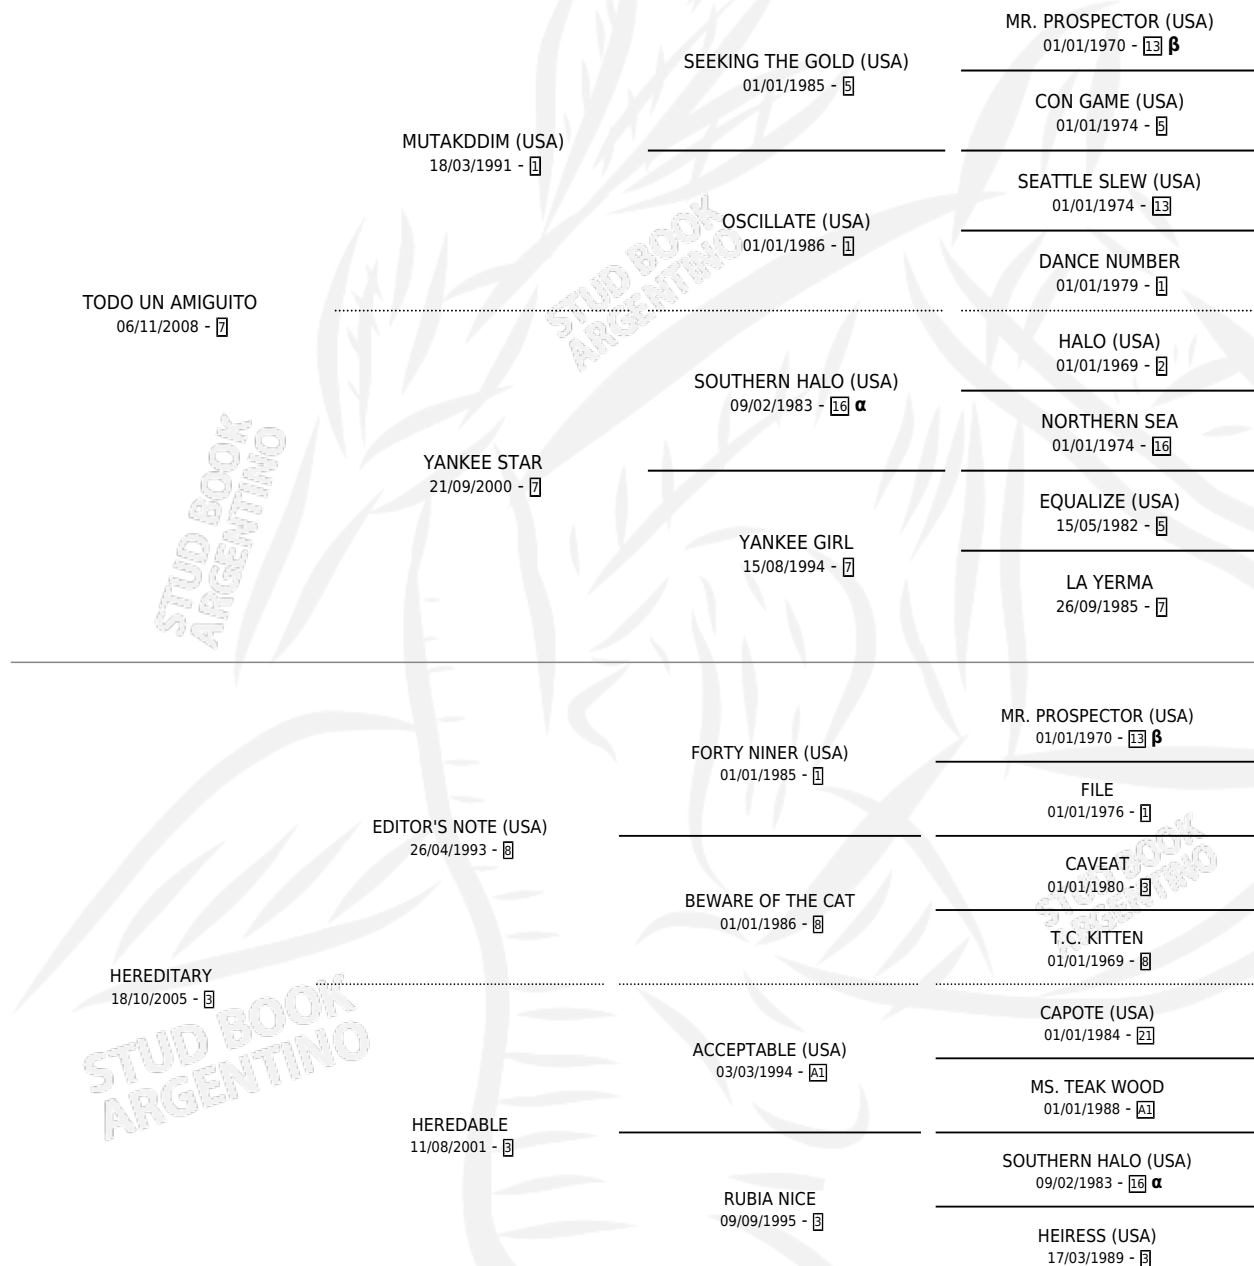 MR. PROSPECTOR (USA)
01/01/1970 - 13 β
SEEKING THE GOLD (USA)
01/01/1985 - 5
CON GAME (USA)
01/01/1974 - 5
MUTAKDDIM (USA)
18/03/1991 - 1
SEATTLE SLEW (USA)
01/01/1974 - 13
OSCILLATE (USA)
01/01/1986 - 1
DANCE NUMBER
01/01/1979 - 1
TODO UN AMIGUITO
06/11/2008 - 7
HALO (USA)
01/01/1969 - 2
SOUTHERN HALO (USA)
09/02/1983 - 16 α
NORTHERN SEA
01/01/1974 - 16
YANKEE STAR
21/09/2000 - 7
EQUALIZE (USA)
15/05/1982 - 5
YANKEE GIRL
15/08/1994 - 7
LA YERMA
26/09/1985 - 7
MR. PROSPECTOR (USA)
01/01/1970 - 13 β
FORTY NINER (USA)
01/01/1985 - 1
FILE
01/01/1976 - 1
EDITOR'S NOTE (USA)
26/04/1993 - 8
CAVEAT
01/01/1980 - 3
BEWARE OF THE CAT
01/01/1986 - 8
T.C. KITTEN
01/01/1969 - 8
HEREDITARY
18/10/2005 - 3
CAPOTE (USA)
01/01/1984 - 21
ACCEPTABLE (USA)
03/03/1994 - A1
MS. TEAK WOOD
01/01/1988 - A1
HEREDABLE
11/08/2001 - 3
SOUTHERN HALO (USA)
09/02/1983 - 16 α
RUBIA NICE
09/09/1995 - 3
HEIRESS (USA)
17/03/1989 - 3
STUD BOOK
ARGENTINO
STUD BOOK
ARGENTINO
STUD BOOK
ARGENTINO
STUD BOOK
ARGENTINO